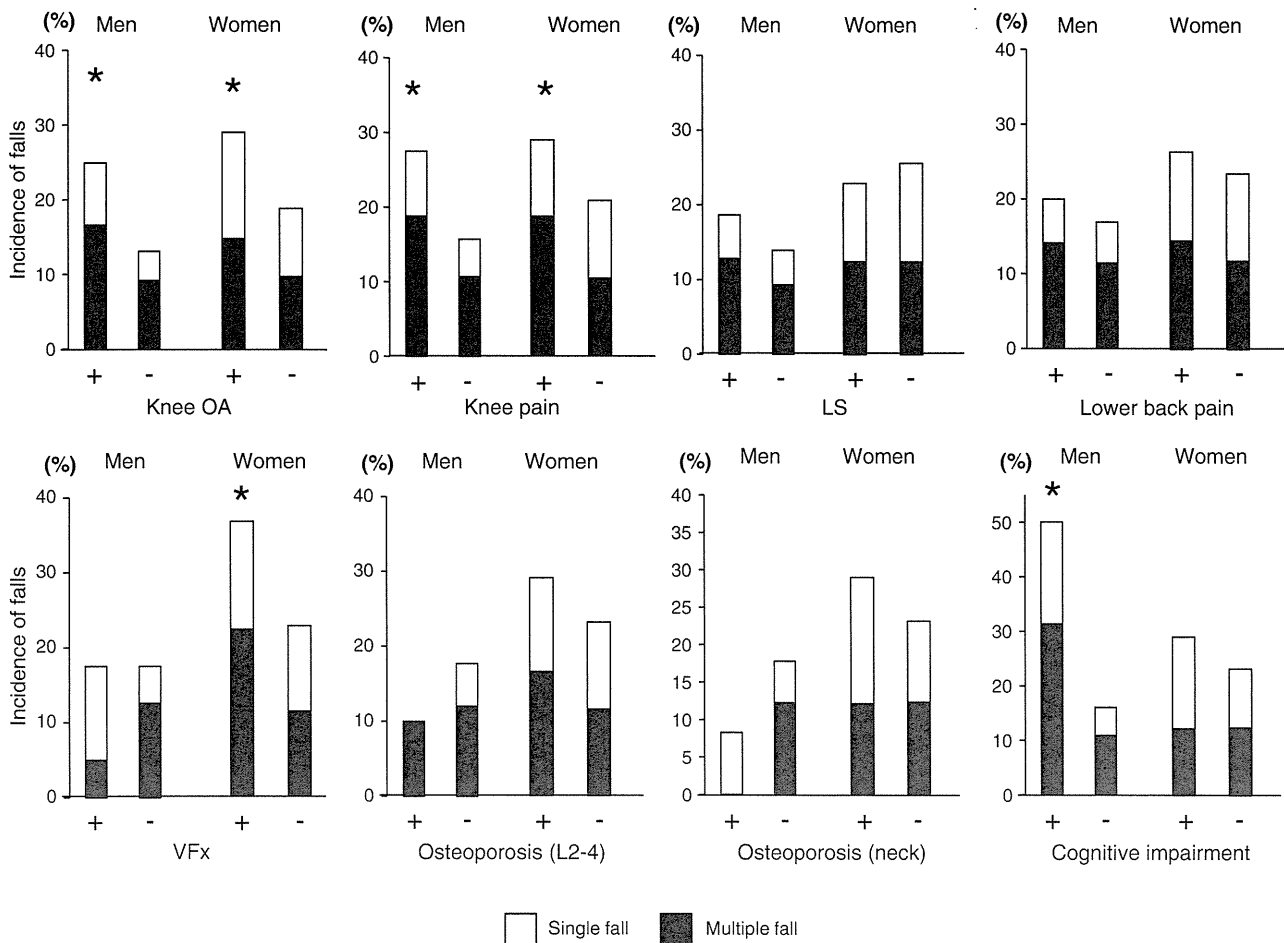 (%) Men Women
40
30
20
10
0
Incidence of falls
* *
+ - + -
Knee OA
(%) Men Women
40
30
20
10
0
* *
+ - + -
Knee pain
(%) Men Women
40
30
20
10
0
+ - + -
LS
(%) Men Women
40
30
20
10
0
+ - + -
Lower back pain
(%) Men Women
40
30
20
10
0
Incidence of falls
*
+ - + -
VFx
(%) Men Women
40
30
20
10
0
+ - + -
Osteoporosis (L2-4)
(%) Men Women
40
35
30
25
20
15
10
5
0
+ - + -
Osteoporosis (neck)
(%) Men Women
50
40
30
20
10
0
*
+ - + -
Cognitive impairment
Single fall Multiple fall